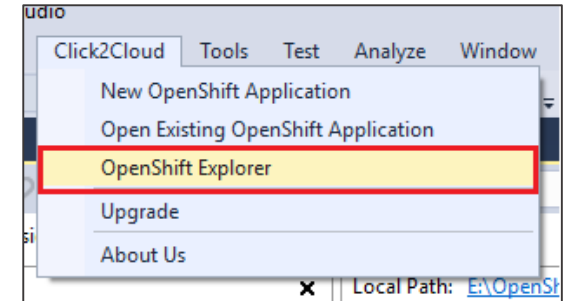 udio
Click2Cloud Tools Test Analyze Window
New OpenShift Application
Open Existing OpenShift Application
OpenShift Explorer
Upgrade
About Us
Local Path: E:\OpenSh